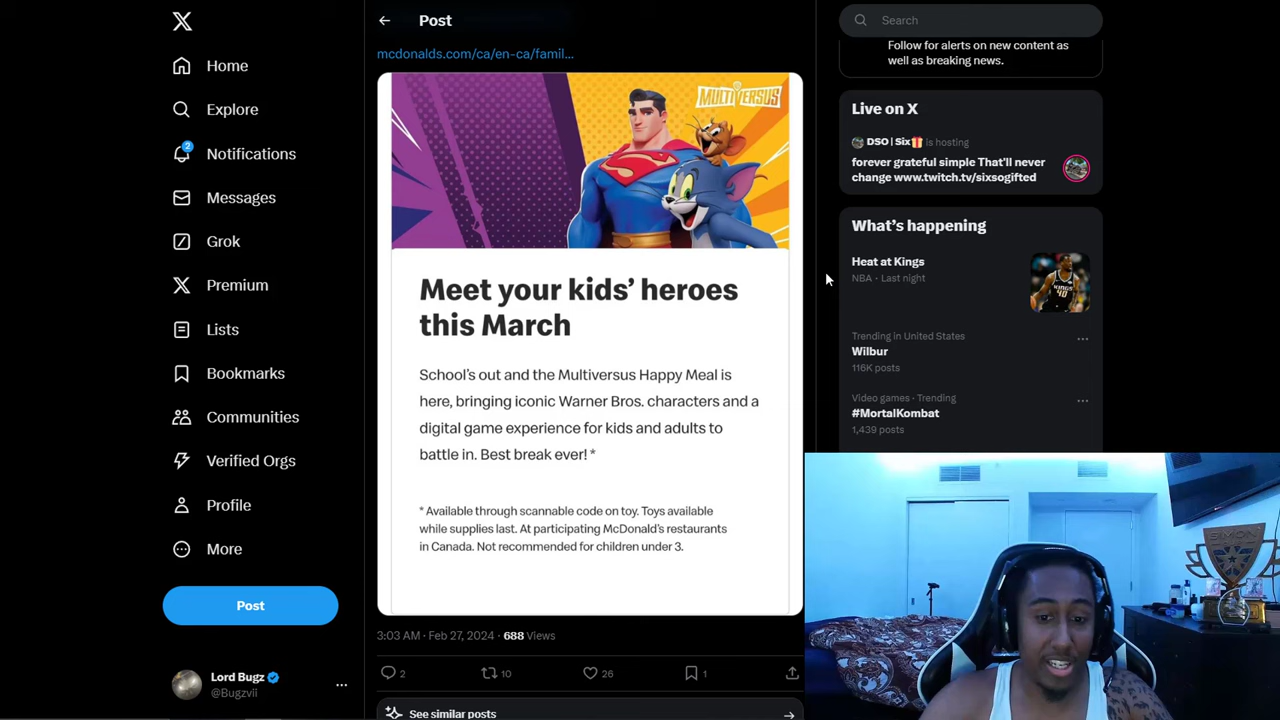 Home
Explore
2
Notifications
Messages
Grok
Premium
Lists
Bookmarks
Communities
Verified Orgs
Profile
More
Post
Lord Bugz
@Bugzvii
Post
mcdonalds.com/ca/en-ca/famil...
MULTIVERSUS
Meet your kids' heroes
this March
School's out and the Multiversus Happy Meal is
here, bringing iconic Warner Bros. characters and a
digital game experience for kids and adults to
battle in. Best break ever! *
* Available through scannable code on toy. Toys available
while supplies last. At participating McDonald's restaurants
in Canada. Not recommended for children under 3.
3:03 AM · Feb 27, 2024 · 688 Views
2
10
26
1
See similar posts
Search
Follow for alerts on new content as
well as breaking news.
Live on X
DSO | Six is hosting
forever grateful simple That'll never
change www.twitch.tv/sixsogifted
What's happening
Heat at Kings
NBA · Last night
KINGS
40
Trending in United States
Wilbur
116K posts
Video games · Trending
#MortalKombat
1,439 posts
SIMON